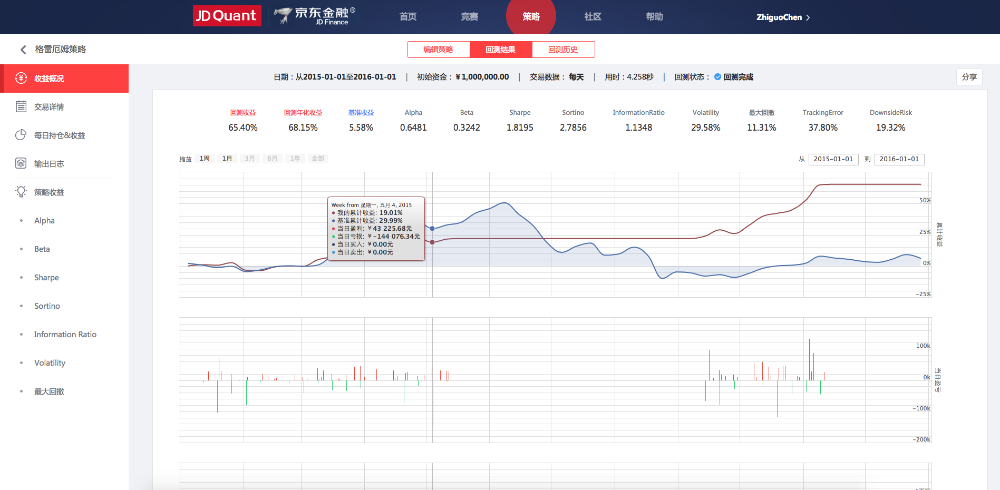 JD Quant 京东金融® JD Finance 首页 竞赛 策略 社区 帮助 ZhiguoChen
格雷厄姆策略 编辑策略 回测结果 回测历史
收益概况
交易详情
每日持仓&收益
输出日志
策略收益
Alpha
Beta
Sharpe
Sortino
Information Ratio
Volatility
最大回撤
日期：从2015-01-01至2016-01-01 | 初始资金：￥1,000,000.00 | 交易数据：每天 | 用时：4.258秒 | 回测状态：回测完成
分享
回测收益 回测年化收益 基准收益 Alpha Beta Sharpe Sortino InformationRatio Volatility 最大回撤 TrackingError DownsideRisk
65.40% 68.15% 5.58% 0.6481 0.3242 1.8195 2.7856 1.1348 29.58% 11.31% 37.80% 19.32%
缩放 1周 1月 3月 6月 1年 全部 从 2015-01-01 到 2016-01-01
Week from 星期一, 五月 4, 2015
我的累计收益: 19.01%
基准累计收益: 29.99%
当日盈利: ￥43 225.68元
当日亏损: ￥-144 076.34元
当日买入: ￥0.00元
当日卖出: ￥0.00元
50%
25%
0%
-25%
累计收益
100k
0k
-100k
-200k
当日盈亏